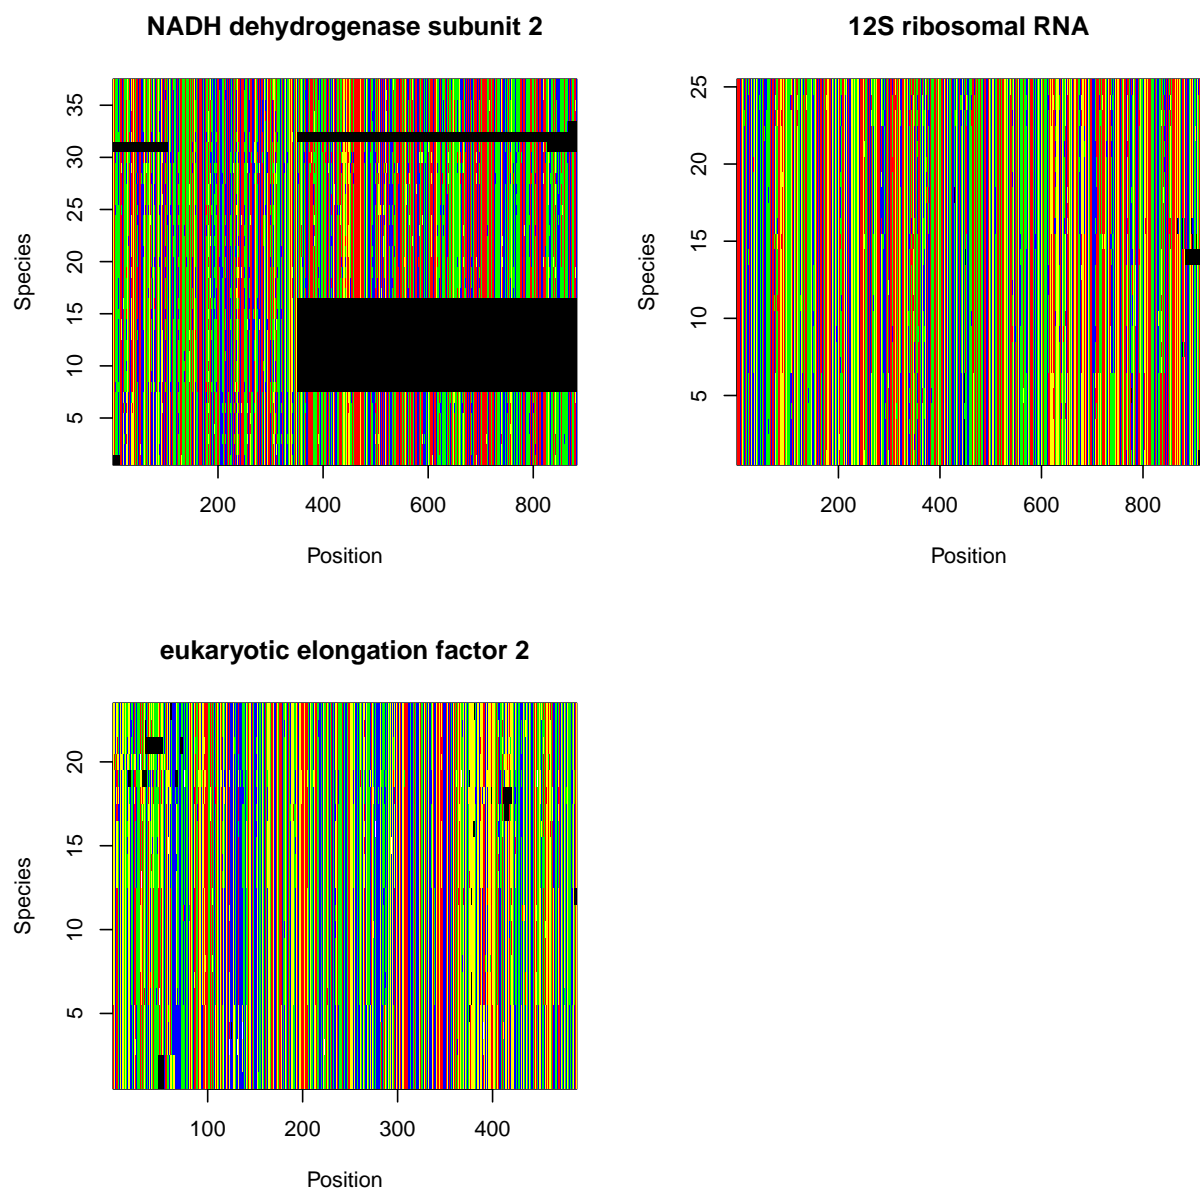 NADH dehydrogenase subunit 2
Species
35
30
25
20
15
10
5
200 400 600 800
Position
12S ribosomal RNA
Species
25
20
15
10
5
200 400 600 800
Position
eukaryotic elongation factor 2
Species
20
15
10
5
100 200 300 400
Position